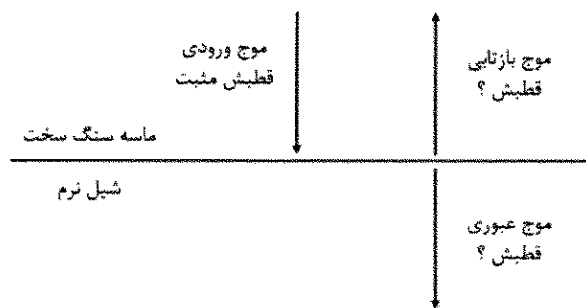 موج ورودی
قطبش مثبت
موج بازتابی
قطبش ؟
ماسه سنگ سخت
شیل نرم
موج عبوری
قطبش ؟